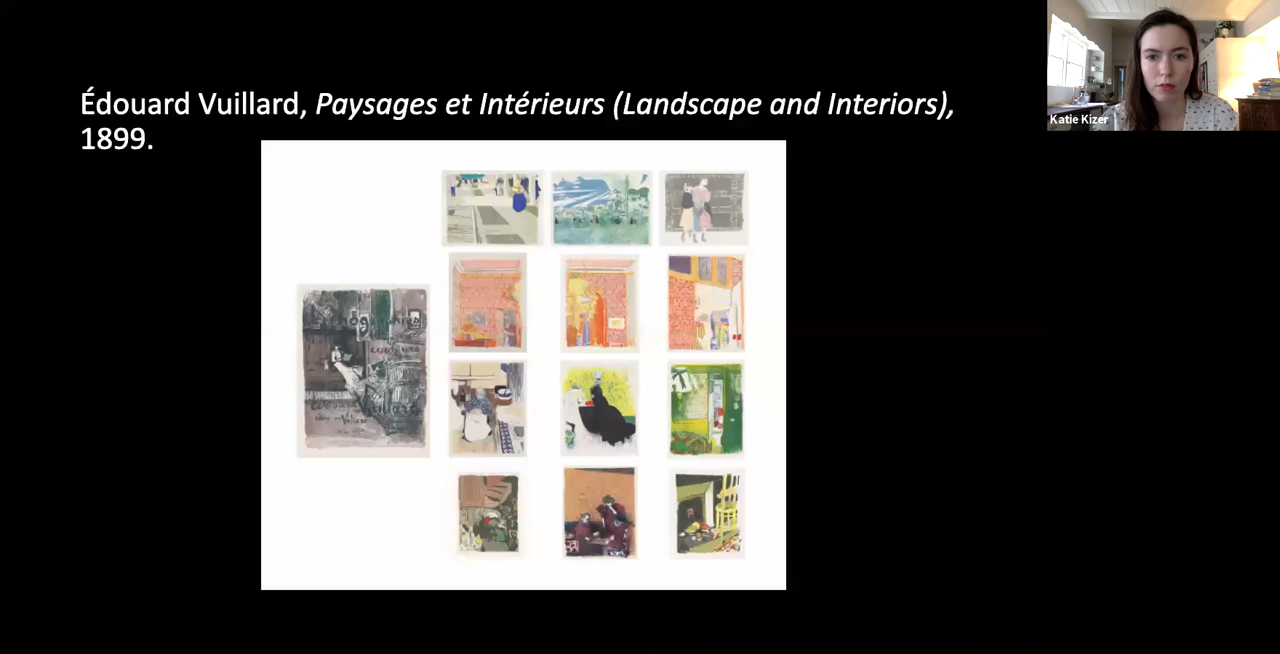 Édouard Vuillard, Paysages et Intérieurs (Landscape and Interiors),
1899.
Katie Kizer